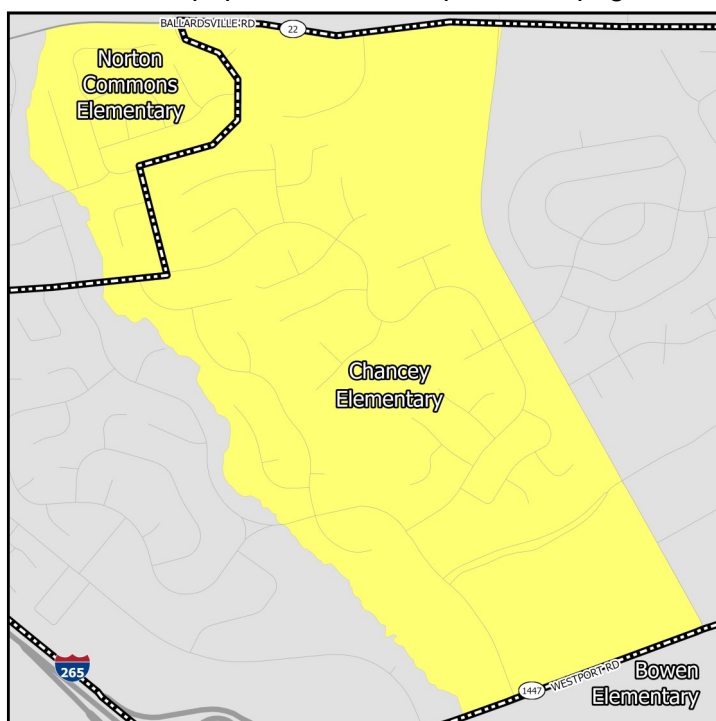 BALLARDSVILLE RD
22
Norton
Commons
Elementary
Chancey
Elementary
265
1447
WESTPORT RD
Bowen
Elementary